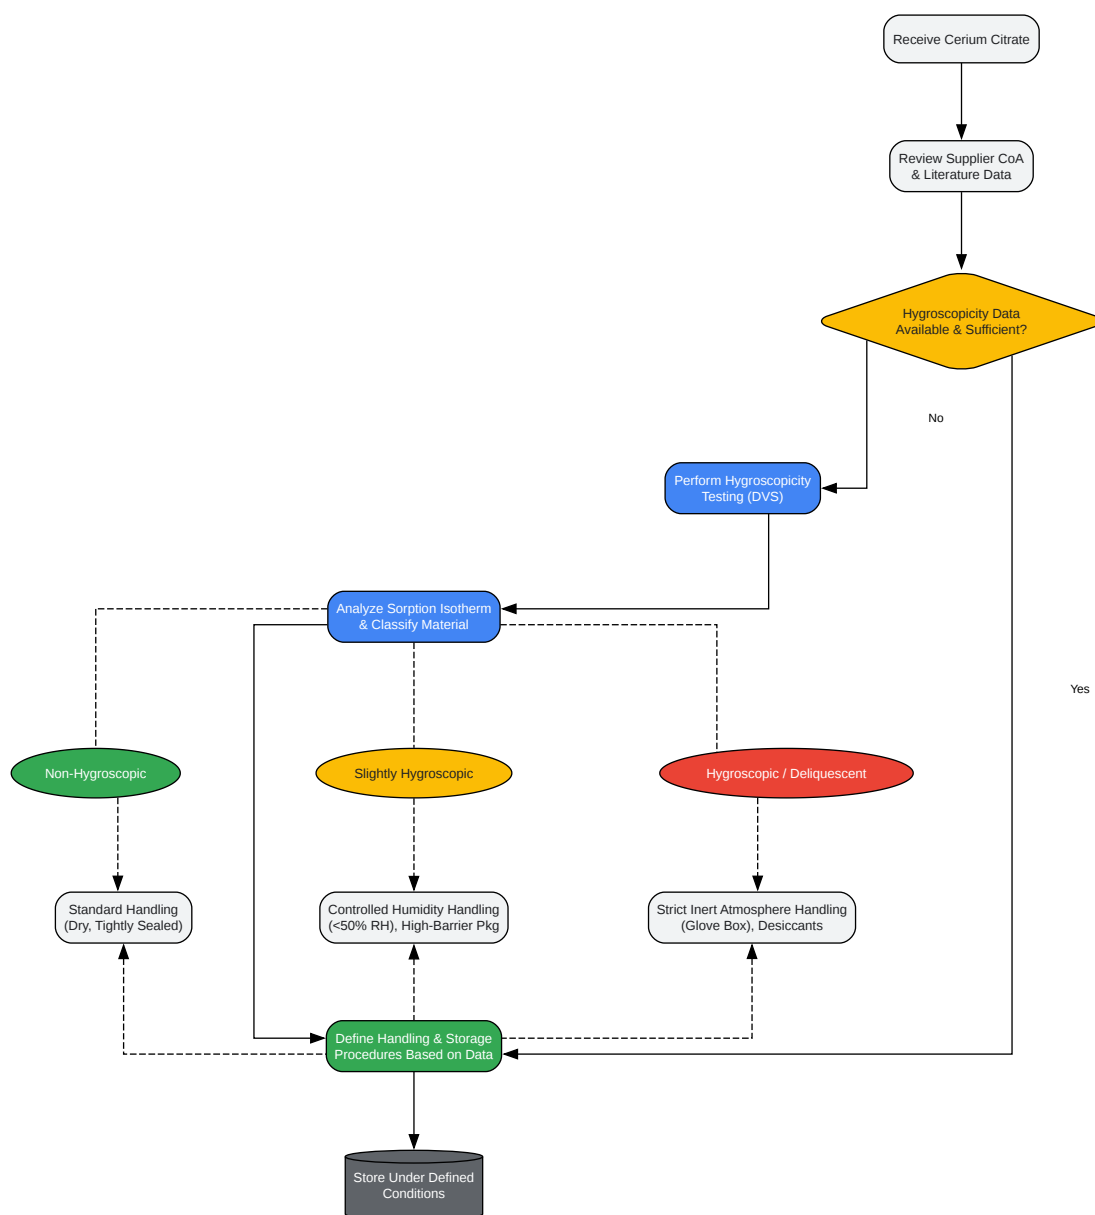 Receive Cerium Citrate
Review Supplier CoA
& Literature Data
Hygroscopicity Data
Available & Sufficient?
No
Perform Hygroscopicity
Testing (DVS)
Analyze Sorption Isotherm
& Classify Material
Yes
Non-Hygroscopic
Slightly Hygroscopic
Hygroscopic / Deliquescent
Standard Handling
(Dry, Tightly Sealed)
Controlled Humidity Handling
(<50% RH), High-Barrier Pkg
Strict Inert Atmosphere Handling
(Glove Box), Desiccants
Define Handling & Storage
Procedures Based on Data
Store Under Defined
Conditions